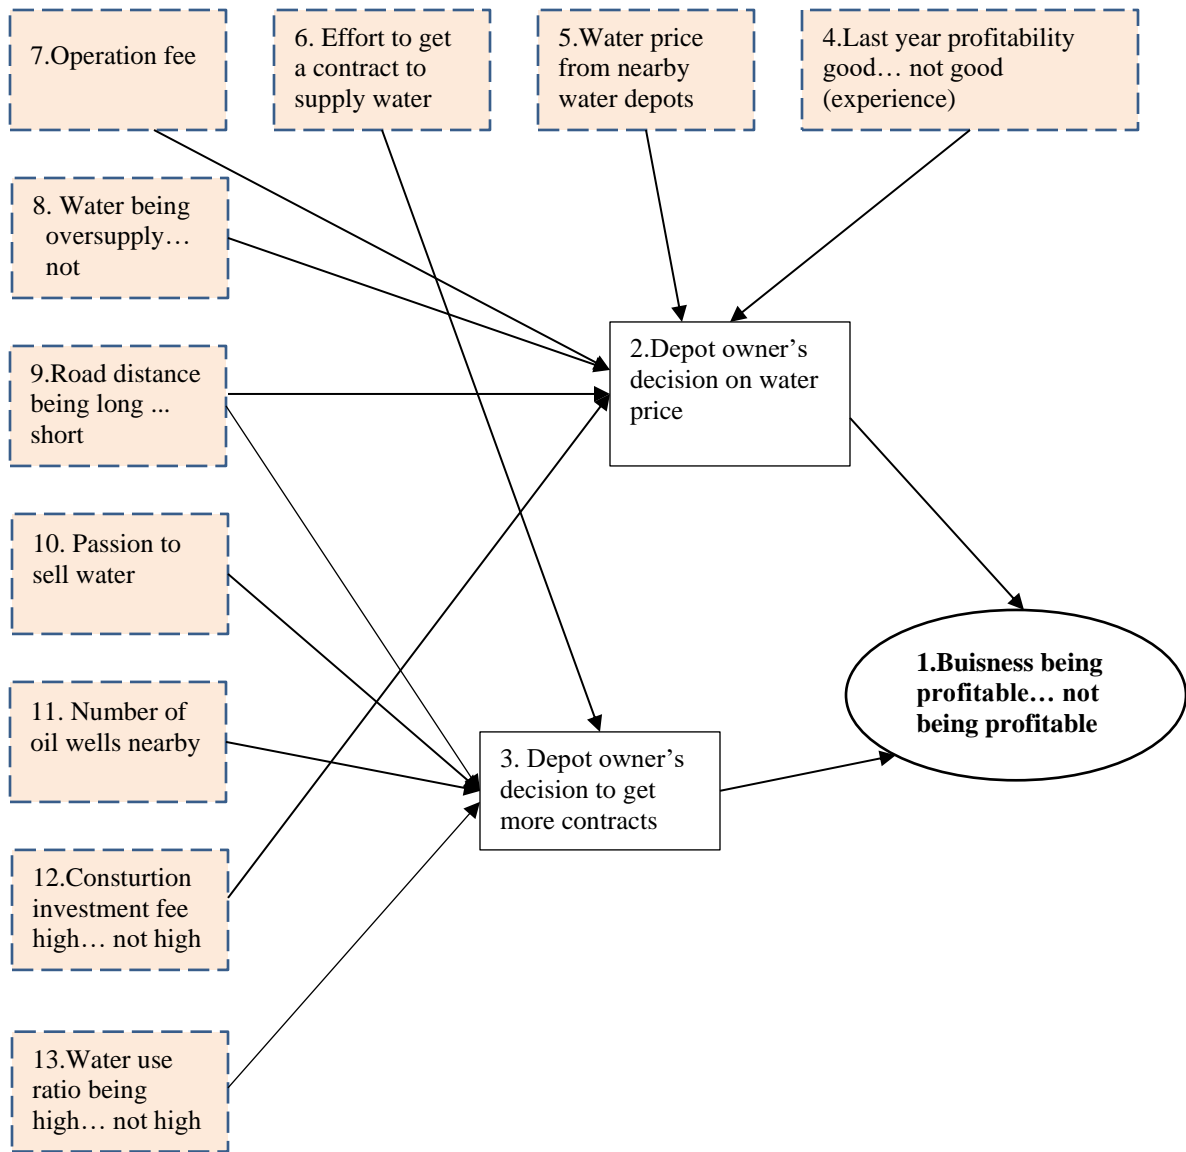 7.Operation fee
6. Effort to get
a contract to
supply water
5.Water price
from nearby
water depots
4.Last year profitability
good… not good
(experience)
8. Water being
oversupply…
not
9.Road distance
being long ...
short
2.Depot owner’s
decision on water
price
10. Passion to
sell water
11. Number of
oil wells nearby
1.Buisness being
profitable… not
being profitable
3. Depot owner’s
decision to get
more contracts
12.Consturtion
investment fee
high… not high
13.Water use
ratio being
high… not high